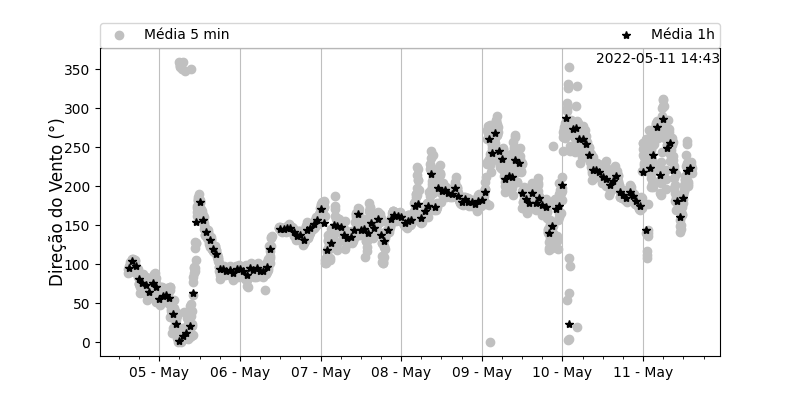 Média 5 min
Média 1h
2022-05-11 14:43
Direção do Vento (°)
350
300
250
200
150
100
50
0
05 - May
06 - May
07 - May
08 - May
09 - May
10 - May
11 - May